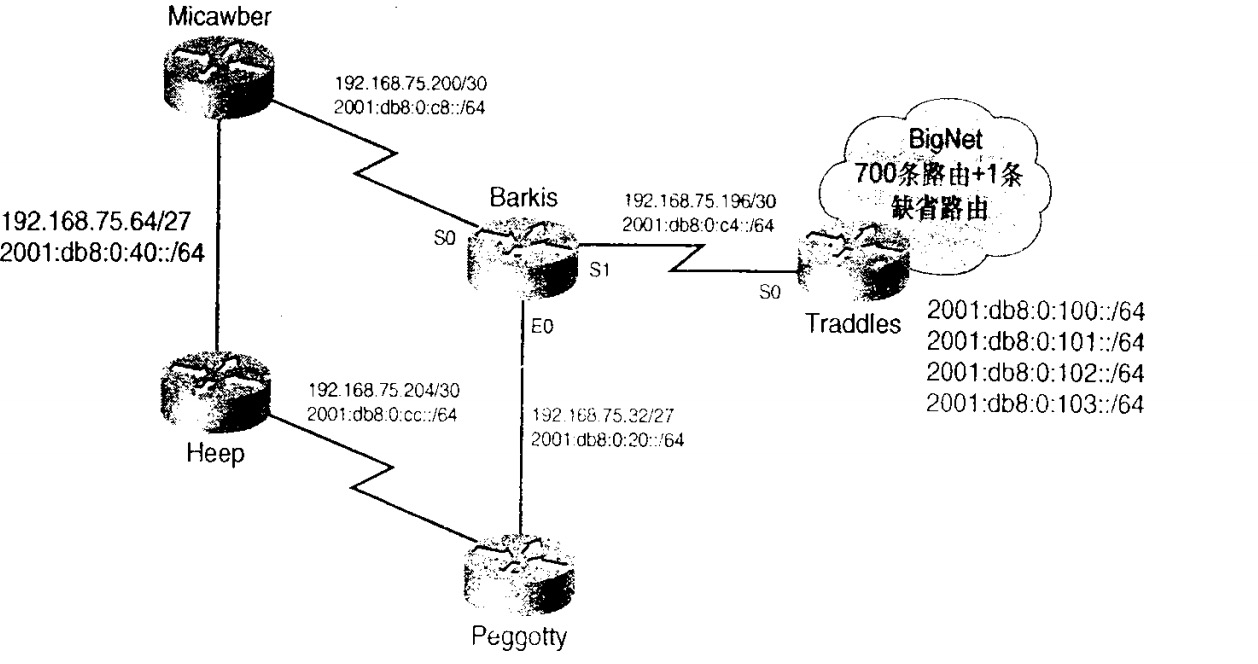 Micawber
192.168.75.200/30
2001:db8:0:c8::/64
BigNet
700条路由+1条
缺省路由
Barkis
192.168.75.196/30
2001:db8:0:c4::/64
192.168.75.64/27
2001:db8:0:40::/64
S0
S1
S0
Traddles
E0
2001:db8:0:100::/64
2001:db8:0:101::/64
2001:db8:0:102::/64
2001:db8:0:103::/64
192.168.75.204/30
2001:db8:0:cc::/64
192.168.75.32/27
2001:db8:0:20::/64
Heep
Peggotty